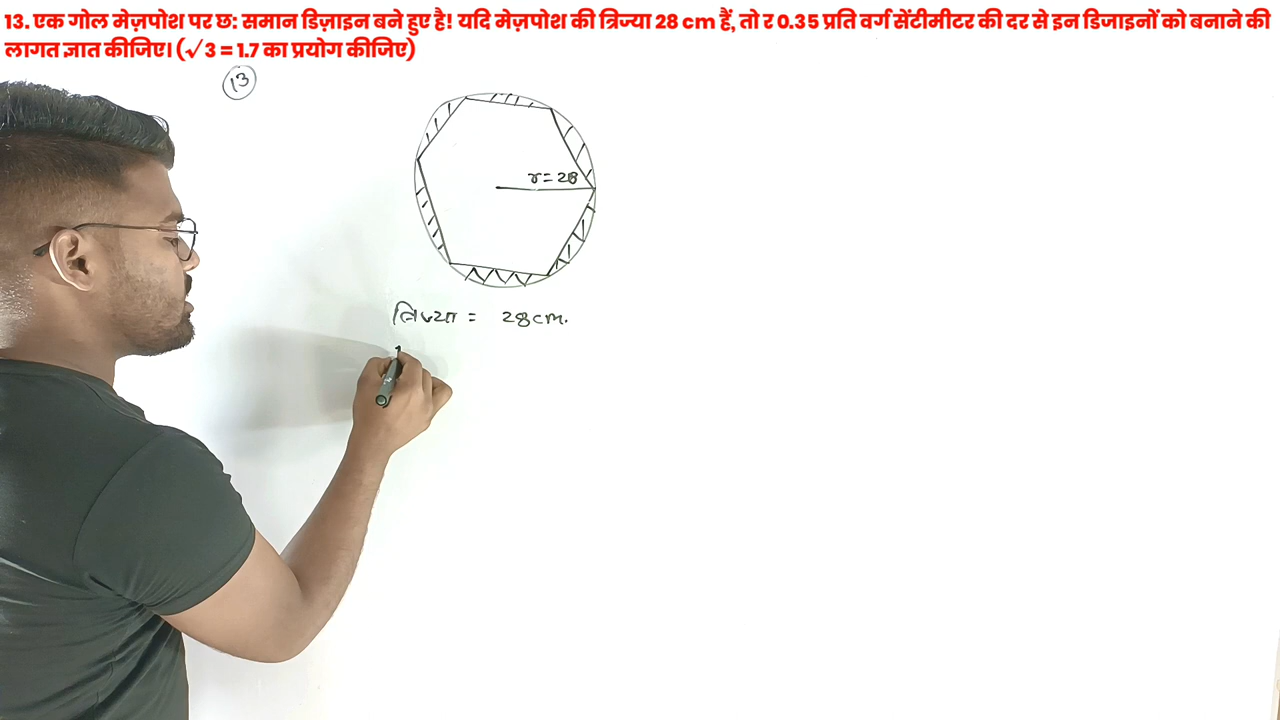 13. एक गोल मेज़पोश पर छ: समान डिज़ाइन बने हुए है! यदि मेज़पोश की त्रिज्या 28 cm हैं, तो र 0.35 प्रति वर्ग सेंटीमीटर की दर से इन डिजाइनों को बनाने की
लागत ज्ञात कीजिए। (√3 = 1.7 का प्रयोग कीजिए)
13
r = 28
त्रिज्या = 28cm.